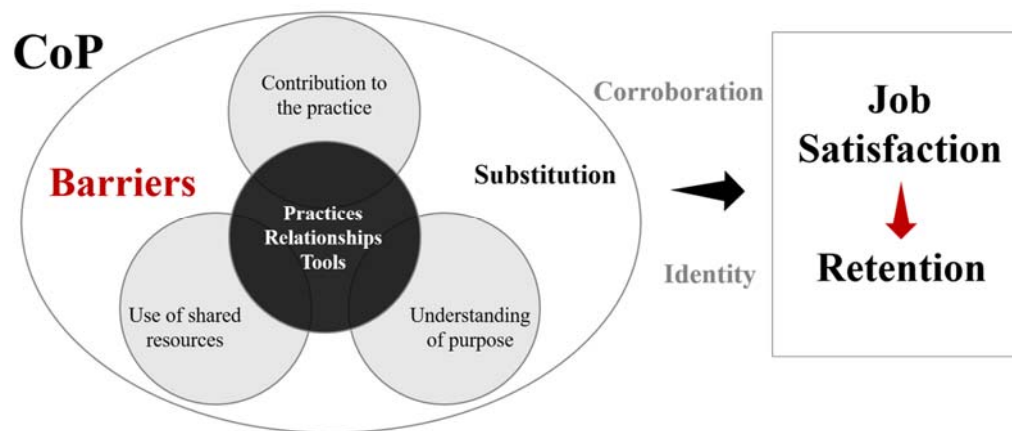 CoP
Contribution to
the practice
Barriers
Substitution
Practices
Relationships
Tools
Use of shared
resources
Understanding
of purpose
Corroboration
Identity
Job
Satisfaction
Retention